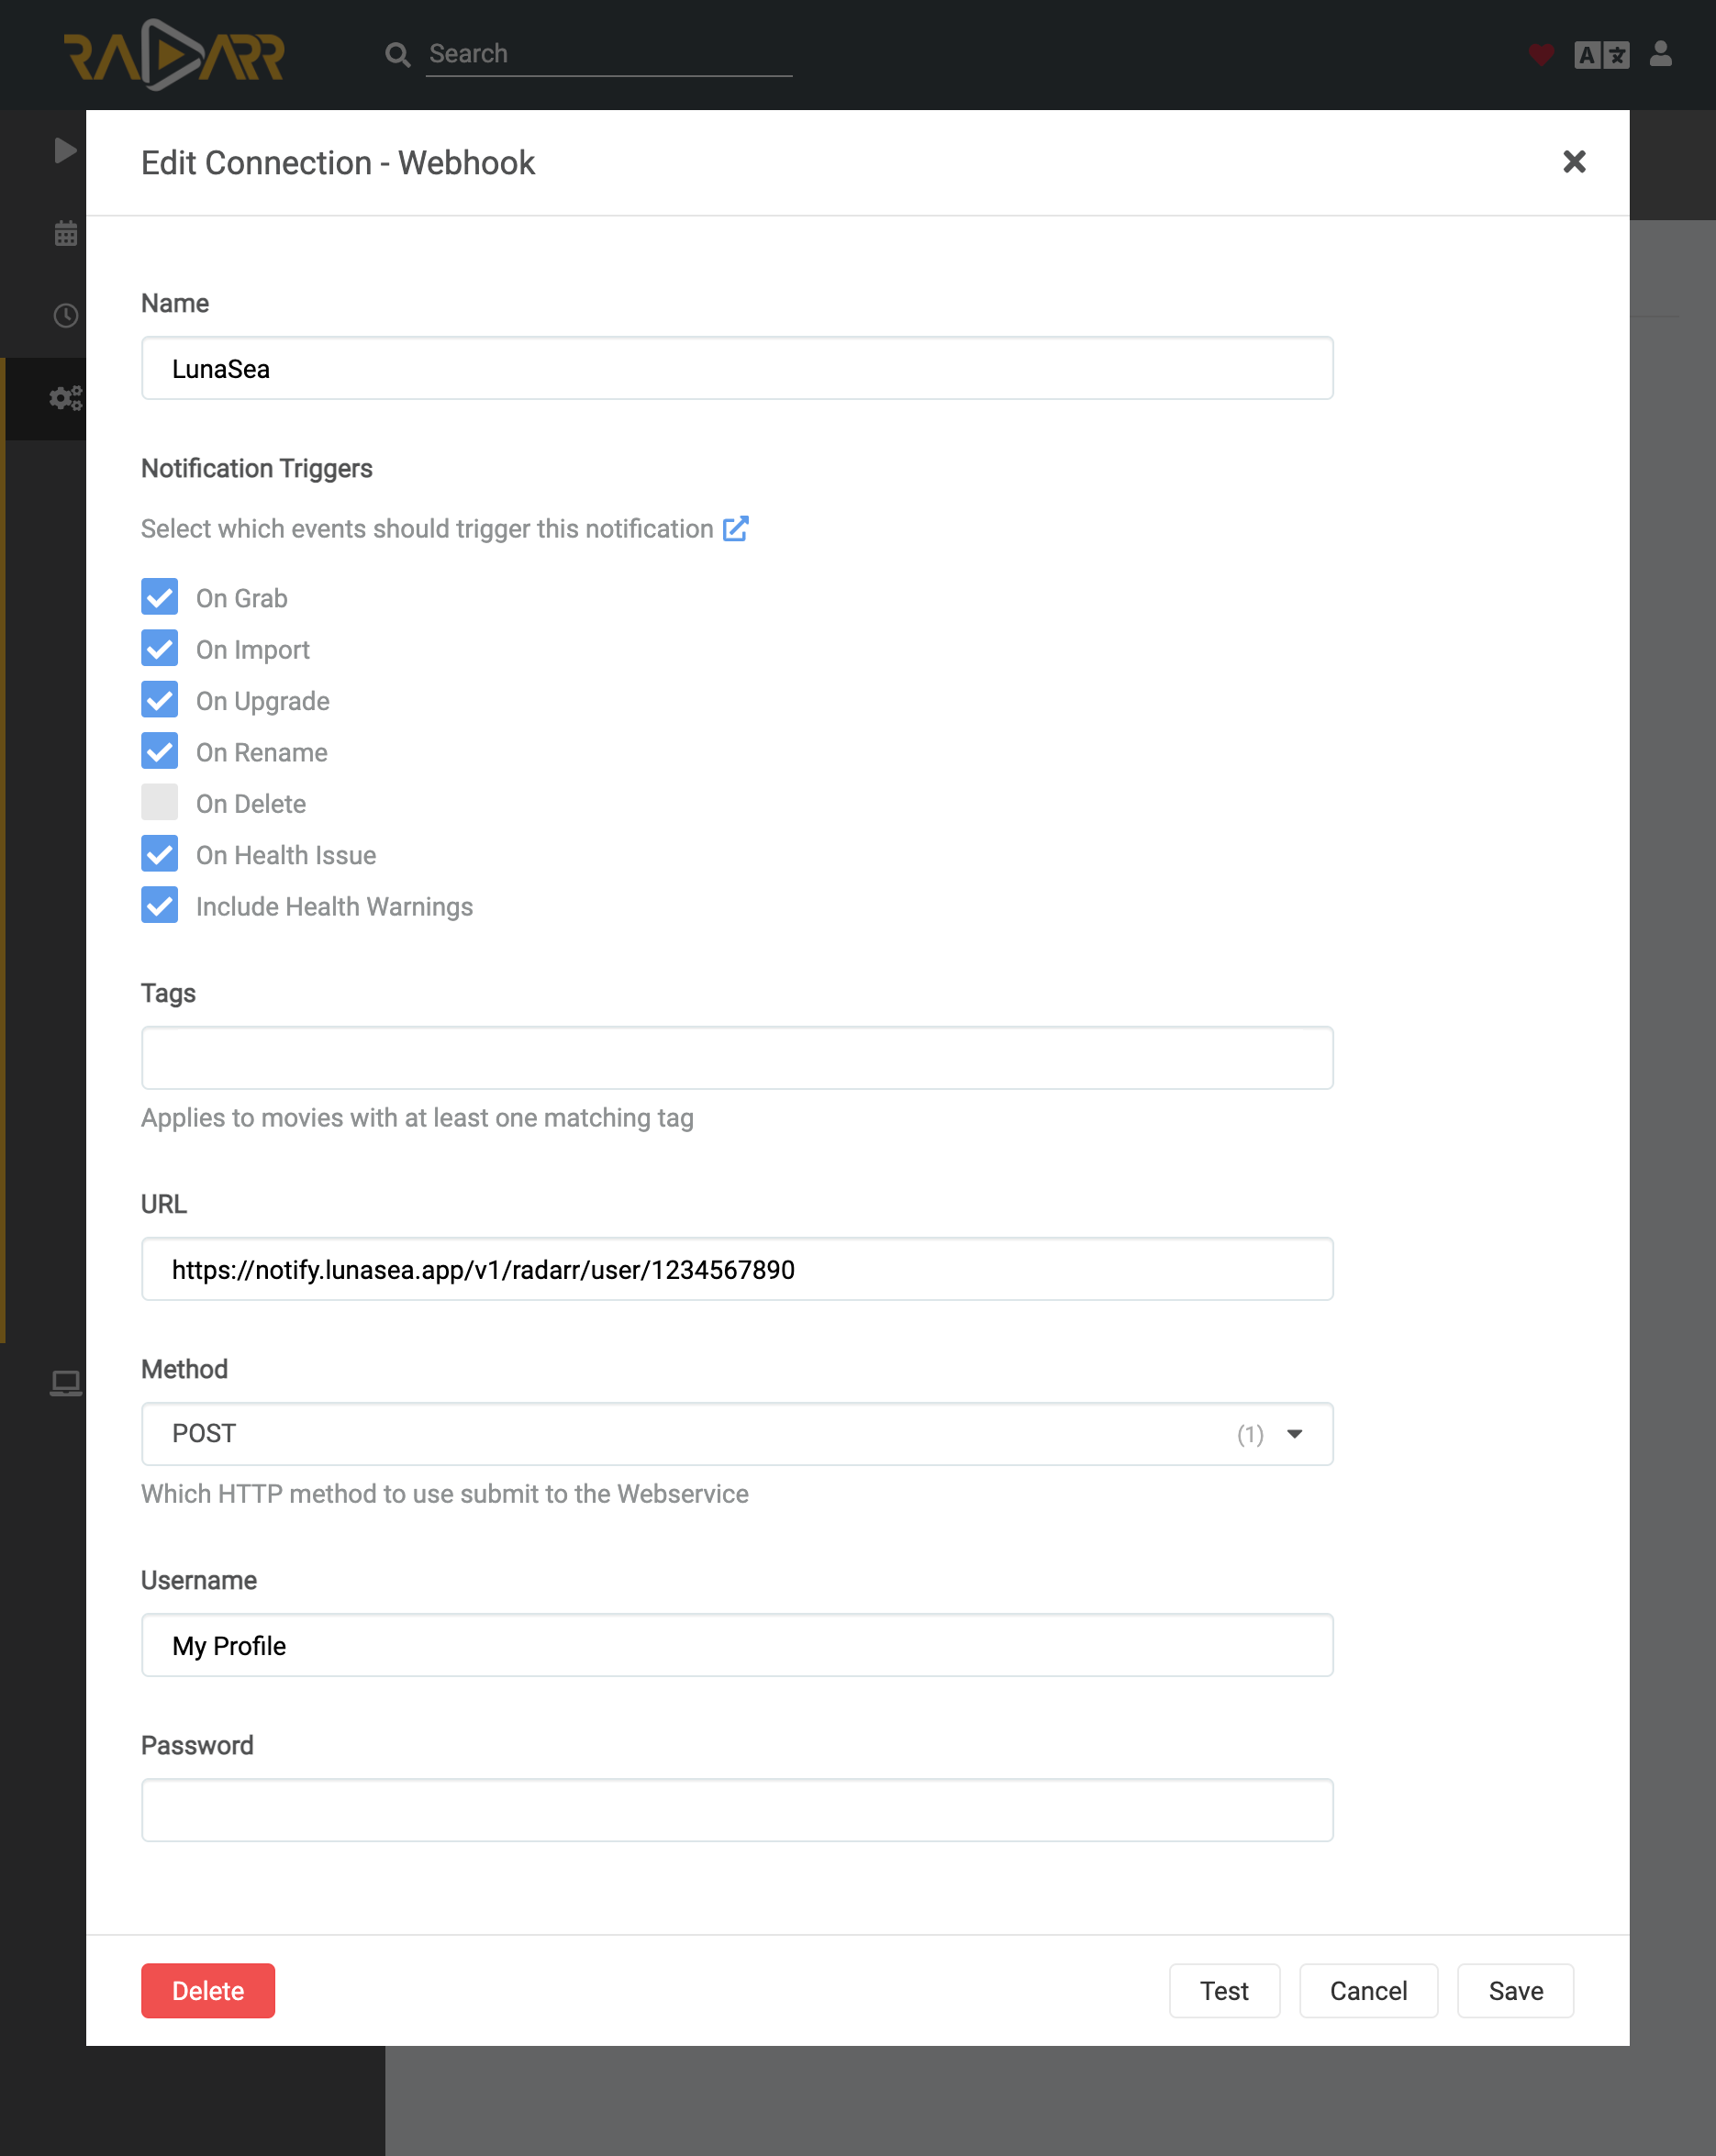 RADARR
Search
Edit Connection - Webhook
Name
LunaSea
Notification Triggers
Select which events should trigger this notification
On Grab
On Import
On Upgrade
On Rename
On Delete
On Health Issue
Include Health Warnings
Tags
Applies to movies with at least one matching tag
URL
https://notify.lunasea.app/v1/radarr/user/1234567890
Method
POST (1)
Which HTTP method to use submit to the Webservice
Username
My Profile
Password
Delete Test Cancel Save